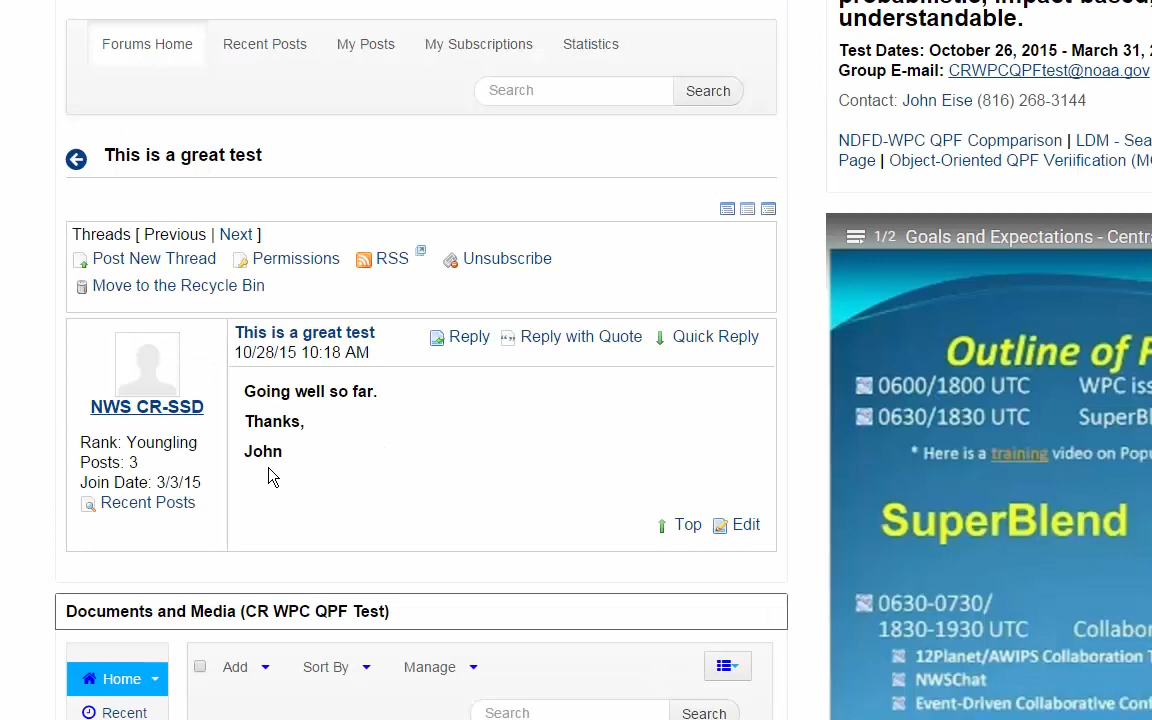 Forums Home Recent Posts My Posts My Subscriptions Statistics
Search Search
This is a great test
Threads [ Previous | Next ]
Post New Thread Permissions RSS Unsubscribe
Move to the Recycle Bin
NWS CR-SSD
Rank: Youngling
Posts: 3
Join Date: 3/3/15
Recent Posts
This is a great test
10/28/15 10:18 AM
Reply Reply with Quote Quick Reply
Going well so far.
Thanks,
John
Top Edit
Documents and Media (CR WPC QPF Test)
Home
Recent
Add Sort By Manage
Search Search
understandable.
Test Dates: October 26, 2015 - March 31,
Group E-mail: CRWPCQPFtest@noaa.gov
Contact: John Eise (816) 268-3144
NDFD-WPC QPF Copmparison | LDM - Sea
Page | Object-Oriented QPF Veriification (M
1/2 Goals and Expectations - Centr
Outline of
0600/1800 UTC WPC iss
0630/1830 UTC SuperBl
* Here is a training video on Pop
SuperBlend
0630-0730/
1830-1930 UTC Collabor
12Planet/AWIPS Collaboration T
NWSChat
Event-Driven Collaborative Conf